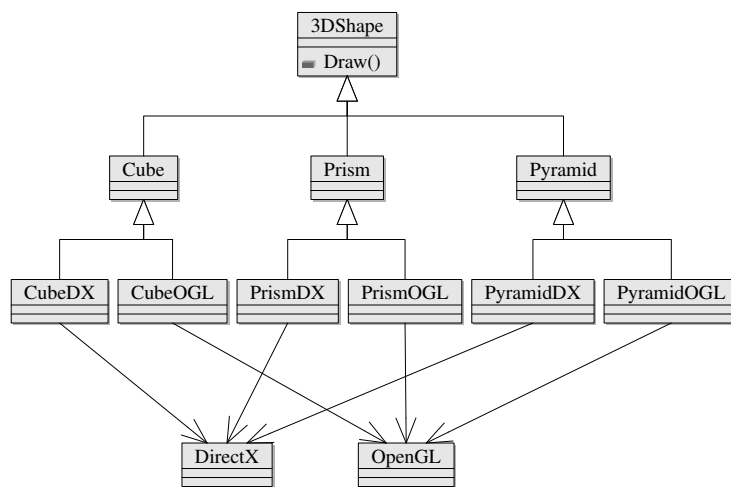 3DShape
Draw()
Cube
Prism
Pyramid
CubeDX
CubeOGL
PrismDX
PrismOGL
PyramidDX
PyramidOGL
DirectX
OpenGL